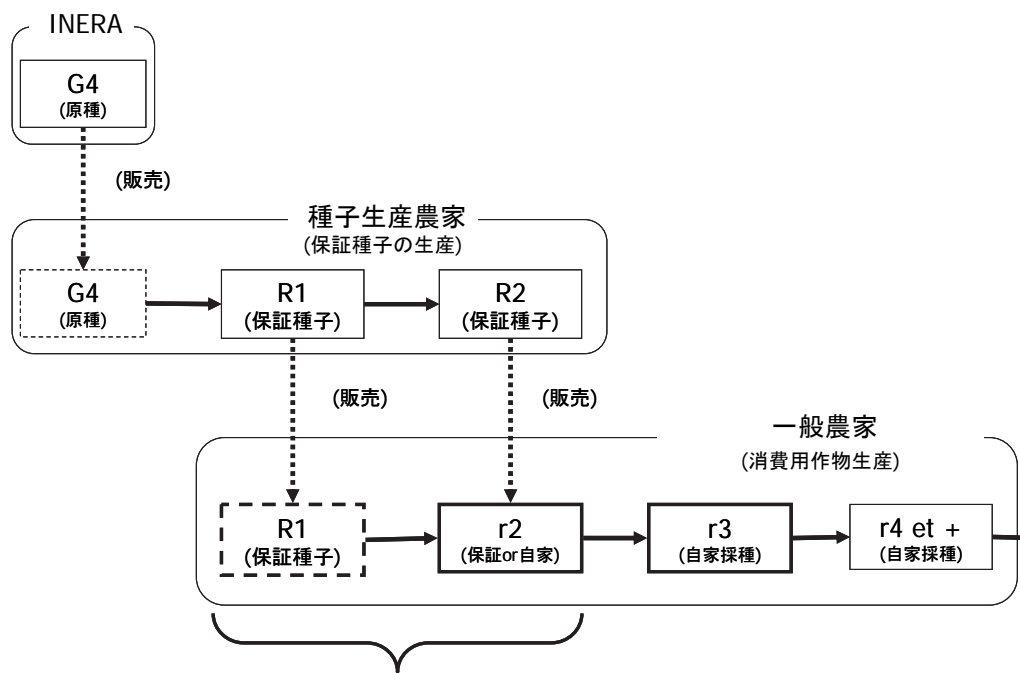 INERA
G4
(原種)
(販売)
種子生産農家
(保証種子の生産)
G4
(原種)
R1
(保証種子)
R2
(保証種子)
(販売)
(販売)
一般農家
(消費用作物生産)
R1
(保証種子)
r2
(保証or自家)
r3
(自家採種)
r4 et +
(自家採種)